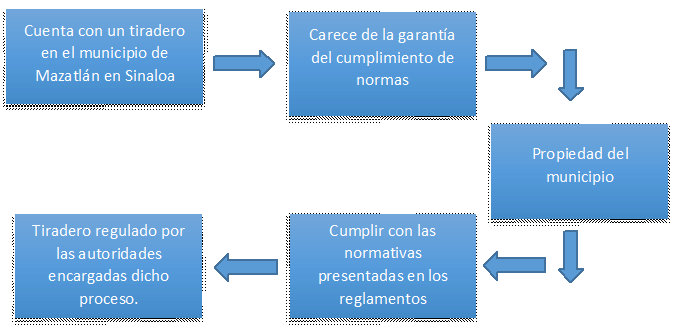 Cuenta con un tiradero
en el municipio de
Mazatlán en Sinaloa
Carece de la garantía
del cumplimiento de
normas
Propiedad del
municipio
Cumplir con las
normativas
presentadas en los
reglamentos
Tiradero regulado por
las autoridades
encargadas dicho
proceso.